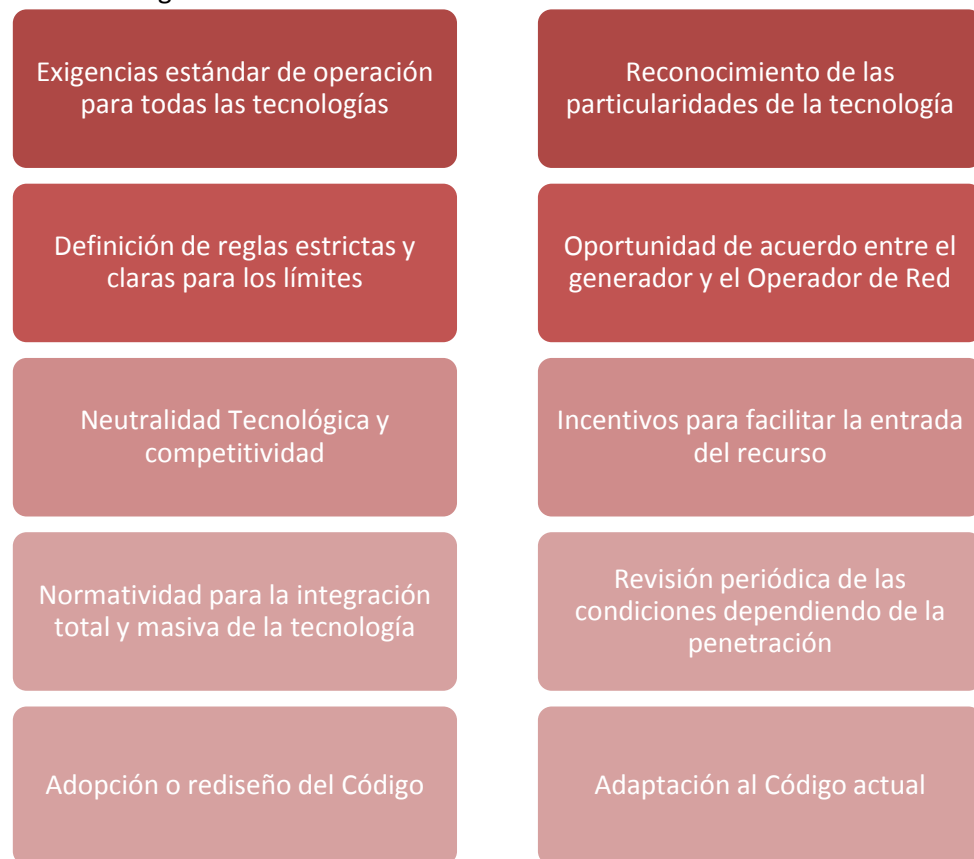 Exigencias estándar de operación
para todas las tecnologías
Reconocimiento de las
particularidades de la tecnología
Definición de reglas estrictas y
claras para los límites
Oportunidad de acuerdo entre el
generador y el Operador de Red
Neutralidad Tecnológica y
competitividad
Incentivos para facilitar la entrada
del recurso
Normatividad para la integración
total y masiva de la tecnología
Revisión periódica de las
condiciones dependiendo de la
penetración
Adopción o rediseño del Código
Adaptación al Código actual